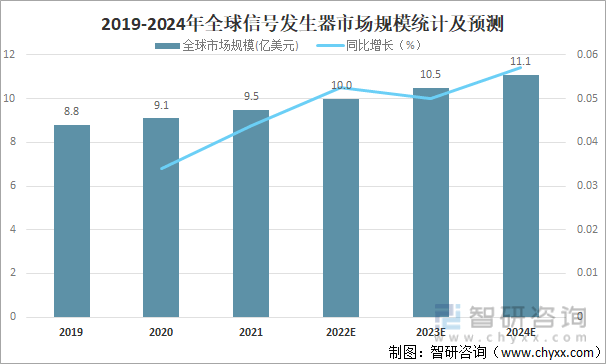 2019-2024年全球信号发生器市场规模统计及预测
全球市场规模(亿美元) 同比增长（%）
12 0.06
10 0.05
8 0.04
6 0.03
4 0.02
2 0.01
0 0
8.8 9.1 9.5 10.0 10.5 11.1
2019 2020 2021 2022E 2023E 2024E
智研咨询
www.chyxx.com
制图：智研咨询（www.chyxx.com）